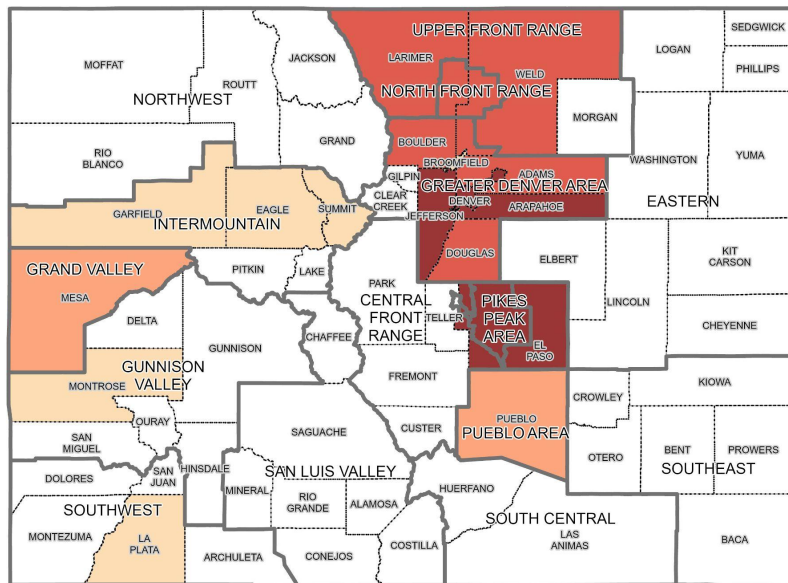 UPPER FRONT RANGE
SEDGWICK
JACKSON
LOGAN
LARIMER
MOFFAT
WELD
PHILLIPS
ROUTT
NORTH FRONT RANGE
NORTHWEST
MORGAN
GRAND
BOULDER
RIO
BLANCO
BROOMFIELD
WASHINGTON
YUMA
GILPIN
ADAMS
GREATER DENVER AREA
CLEAR
CREEK
DENVER
EASTERN
ARAPAHOE
EAGLE
SUMMIT
GARFIELD
JEFFERSON
INTERMOUNTAIN
DOUGLAS
ELBERT
KIT
CARSON
GRAND VALLEY
PITKIN
LAKE
PARK
MESA
CENTRAL
FRONT
RANGE
PIKES
PEAK
AREA
LINCOLN
TELLER
DELTA
CHEYENNE
CHAFFEE
EL
PASO
GUNNISON
GUNNISON
VALLEY
FREMONT
MONTROSE
KIOWA
CROWLEY
PUEBLO
OURAY
CUSTER
PUEBLO AREA
SAGUACHE
SAN
MIGUEL
OTERO
BENT
PROWERS
SOUTHEAST
HINSDALE
SAN LUIS VALLEY
DOLORES
SAN
JUAN
MINERAL
HUERFANO
RIO
GRANDE
ALAMOSA
SOUTHWEST
SOUTH CENTRAL
LAS
ANIMAS
MONTEZUMA
LA
PLATA
BACA
COSTILLA
ARCHULETA
CONEJOS